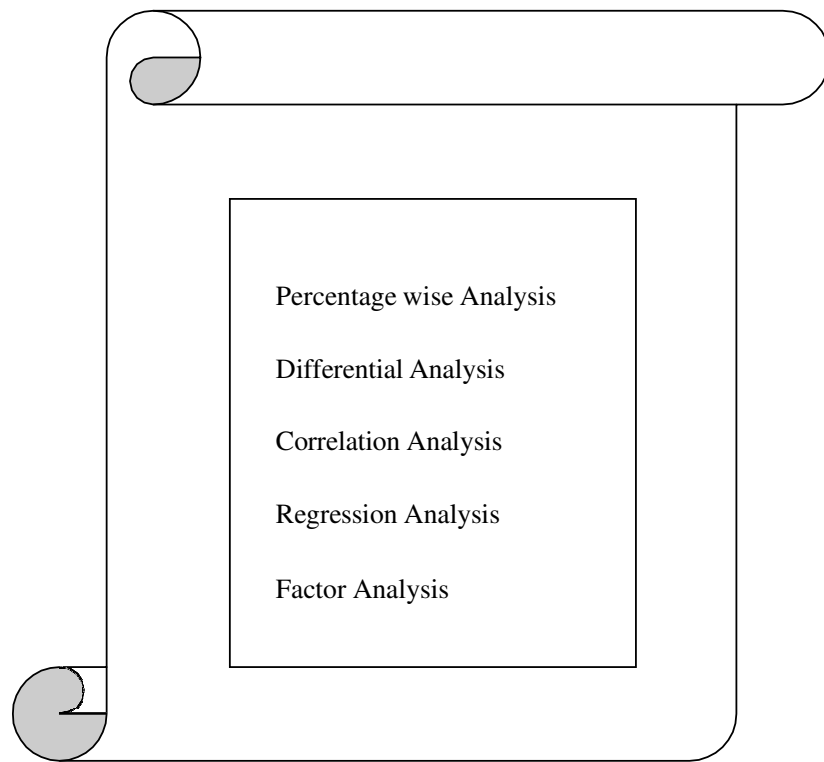 Percentage wise Analysis
Differential Analysis
Correlation Analysis
Regression Analysis
Factor Analysis